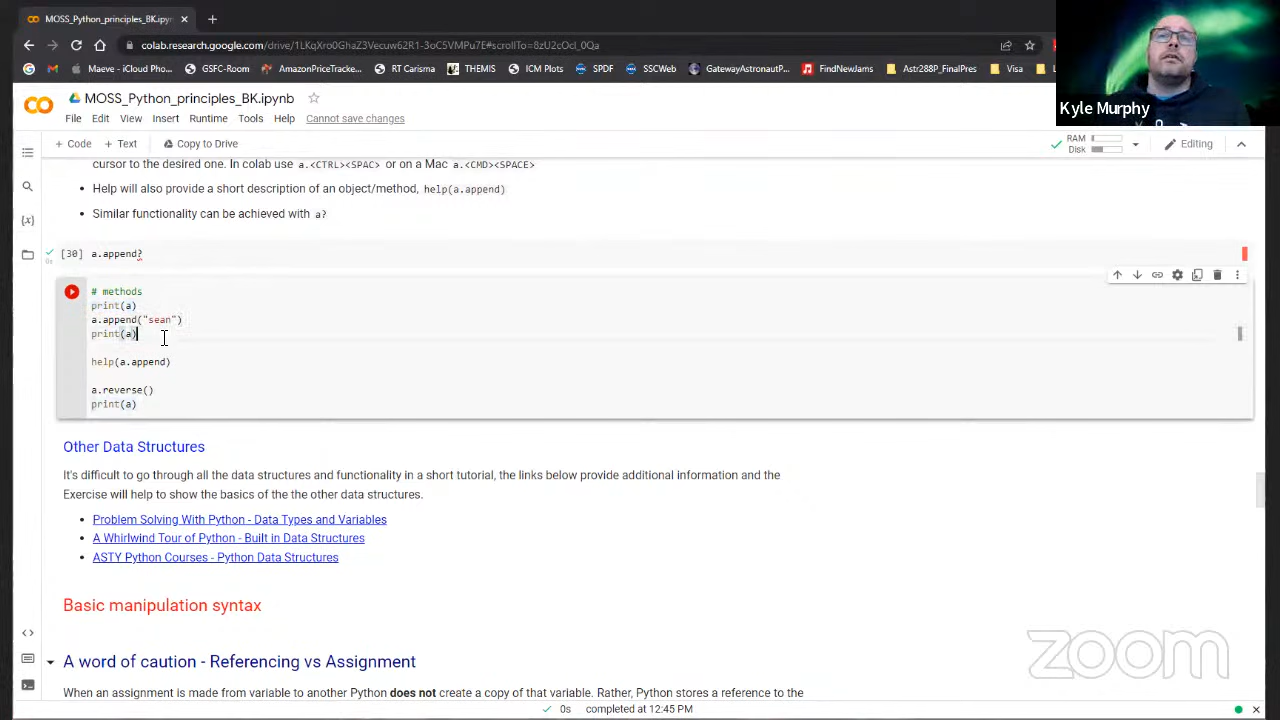 MOSS_Python_principles_BK.ipyn
colab.research.google.com/drive/1LKqXro0GhaZ3Vecuw62R1-3oC5VMPu7E#scrollTo=8zU2cOcl_0Qa
Maeve - iCloud Pho...
GSFC-Room
AmazonPriceTracke...
RT Carisma
THEMIS
ICM Plots
SPDF
SSCWeb
GatewayAstronautP...
FindNewJams
Astr288P_FinalPres
Visa
Kyle Murphy
MOSS_Python_principles_BK.ipynb
File Edit View Insert Runtime Tools Help Cannot save changes
+ Code + Text Copy to Drive
RAM
Disk
Editing
cursor to the desired one. In colab use a.<CTRL><SPAC> or on a Mac a.<CMD><SPACE>
• Help will also provide a short description of an object/method, help(a.append)
• Similar functionality can be achieved with a?
[30] a.append?
0s
# methods
print(a)
a.append("sean")
print(a)
help(a.append)
a.reverse()
print(a)
Other Data Structures
It's difficult to go through all the data structures and functionality in a short tutorial, the links below provide additional information and the
Exercise will help to show the basics of the the other data structures.
• Problem Solving With Python - Data Types and Variables
• A Whirlwind Tour of Python - Built in Data Structures
• ASTY Python Courses - Python Data Structures
Basic manipulation syntax
A word of caution - Referencing vs Assignment
When an assignment is made from variable to another Python does not create a copy of that variable. Rather, Python stores a reference to the
zoom
0s completed at 12:45 PM